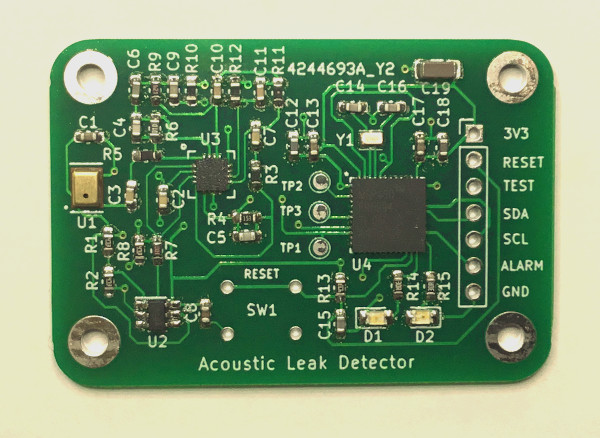 C6 R9 C9 R10 C10 R12 C11 R11
4244693A_Y2
C19
C14 C16
C1
C4 R6
U3
C7
C12 C13
Y1
C17 C18
3V3
R5
RESET
C3
C2
R3
TP2
TEST
U1
R4
TP3
SDA
R1 R8 R7
C5
TP1
SCL
U4
R2
RESET
R13
R14 R15
ALARM
SW1
GND
U2
C8
C15
D1 D2
Acoustic Leak Detector